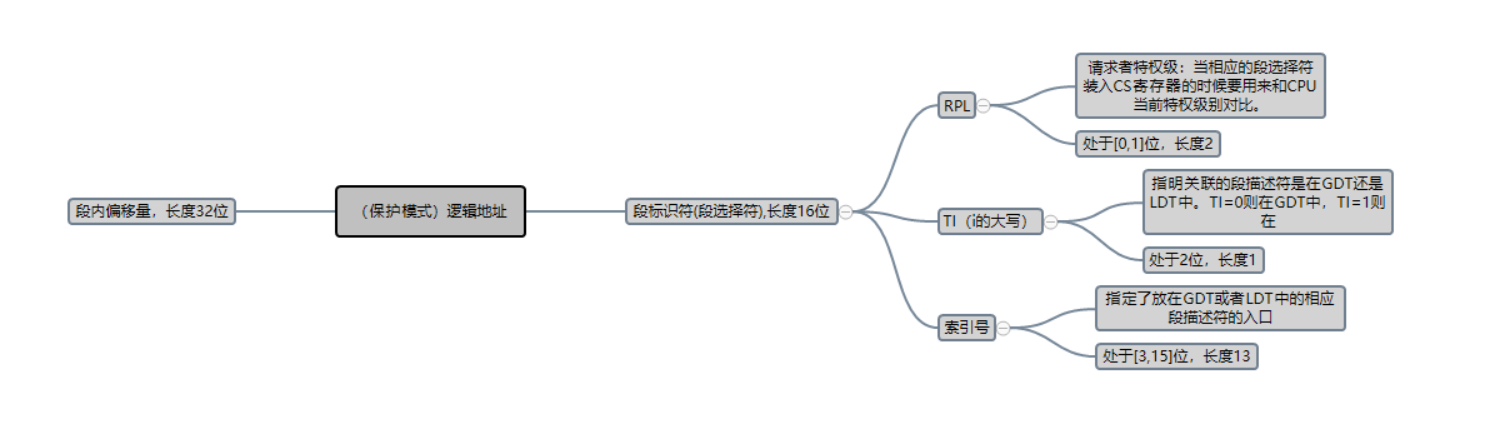 段内偏移量，长度32位
（保护模式）逻辑地址
段标识符(段选择符),长度16位
RPL
请求者特权级：当相应的段选择符
装入CS寄存器的时候要用来和CPU
当前特权级别对比。
处于[0,1]位，长度2
TI（i的大写）
指明关联的段描述符是在GDT还是
LDT中。TI=0则在GDT中，TI=1则
在
处于2位，长度1
索引号
指定了放在GDT或者LDT中的相应
段描述符的入口
处于[3,15]位，长度13